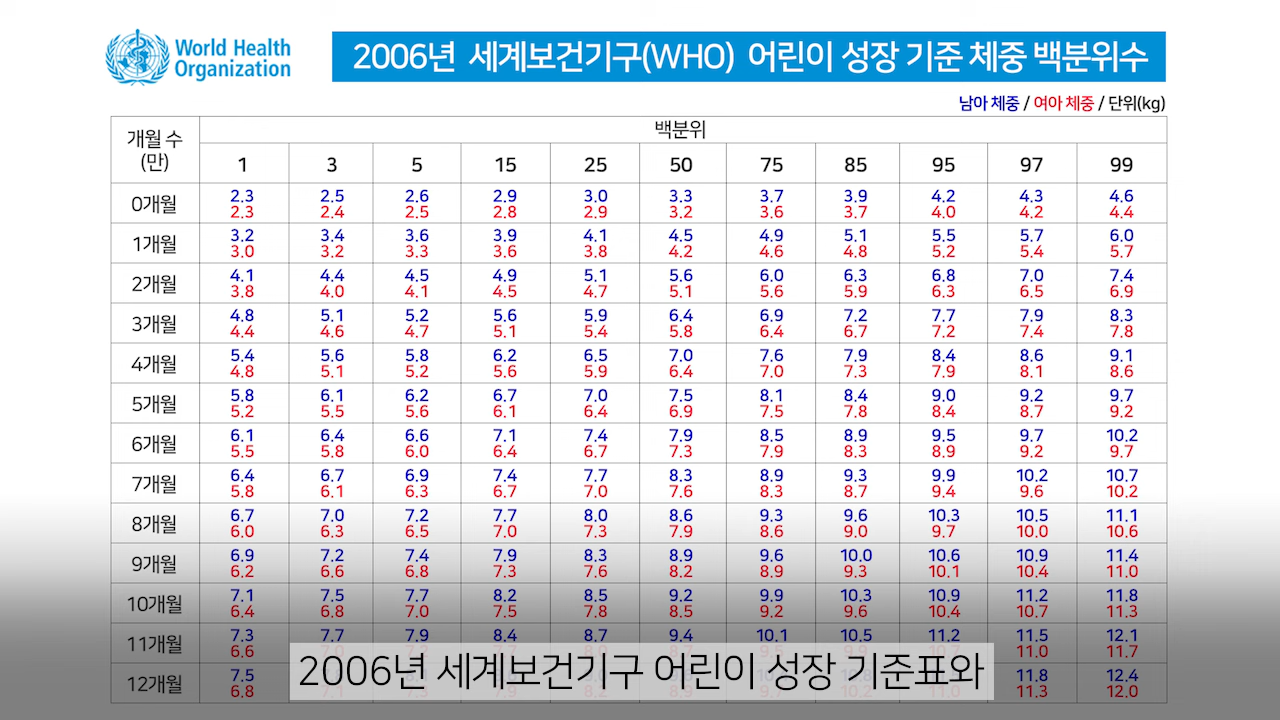 World Health
Organization
2006년 세계보건기구(WHO) 어린이 성장 기준 체중 백분위수
남아 체중 / 여아 체중 / 단위(kg)
개월 수
(만)
백분위
1 3 5 15 25 50 75 85 95 97 99
0개월
2.3 2.5 2.6 2.9 3.0 3.3 3.7 3.9 4.2 4.3 4.6
2.3 2.4 2.5 2.8 2.9 3.2 3.6 3.7 4.0 4.2 4.4
1개월
3.2 3.4 3.6 3.9 4.1 4.5 4.9 5.1 5.5 5.7 6.0
3.0 3.2 3.3 3.6 3.8 4.2 4.6 4.8 5.2 5.4 5.7
2개월
4.1 4.4 4.5 4.9 5.1 5.6 6.0 6.3 6.8 7.0 7.4
3.8 4.0 4.1 4.5 4.7 5.1 5.6 5.9 6.3 6.5 6.9
3개월
4.8 5.1 5.2 5.6 5.9 6.4 6.9 7.2 7.7 7.9 8.3
4.4 4.6 4.7 5.1 5.4 5.8 6.4 6.7 7.2 7.4 7.8
4개월
5.4 5.6 5.8 6.2 6.5 7.0 7.6 7.9 8.4 8.6 9.1
4.8 5.1 5.2 5.6 5.9 6.4 7.0 7.3 7.9 8.1 8.6
5개월
5.8 6.1 6.2 6.7 7.0 7.5 8.1 8.4 9.0 9.2 9.7
5.2 5.5 5.6 6.1 6.4 6.9 7.5 7.8 8.4 8.7 9.2
6개월
6.1 6.4 6.6 7.1 7.4 7.9 8.5 8.9 9.5 9.7 10.2
5.5 5.8 6.0 6.4 6.7 7.3 7.9 8.3 8.9 9.2 9.7
7개월
6.4 6.7 6.9 7.4 7.7 8.3 8.9 9.3 9.9 10.2 10.7
5.8 6.1 6.3 6.7 7.0 7.6 8.3 8.7 9.4 9.6 10.2
8개월
6.7 7.0 7.2 7.7 8.0 8.6 9.3 9.6 10.3 10.5 11.1
6.0 6.3 6.5 7.0 7.3 7.9 8.6 9.0 9.7 10.0 10.6
9개월
6.9 7.2 7.4 7.9 8.3 8.9 9.6 10.0 10.6 10.9 11.4
6.2 6.6 6.8 7.3 7.6 8.2 8.9 9.3 10.1 10.4 11.0
10개월
7.1 7.5 7.7 8.2 8.5 9.2 9.9 10.3 10.9 11.2 11.8
6.4 6.8 7.0 7.5 7.8 8.5 9.2 9.6 10.4 10.7 11.3
11개월
7.3 7.7 7.9 8.4 8.7 9.4 10.1 10.5 11.2 11.5 12.1
6.6 11.0 11.7
12개월
7.5 11.8 12.4
6.8 11.3 12.0
2006년 세계보건기구 어린이 성장 기준표와